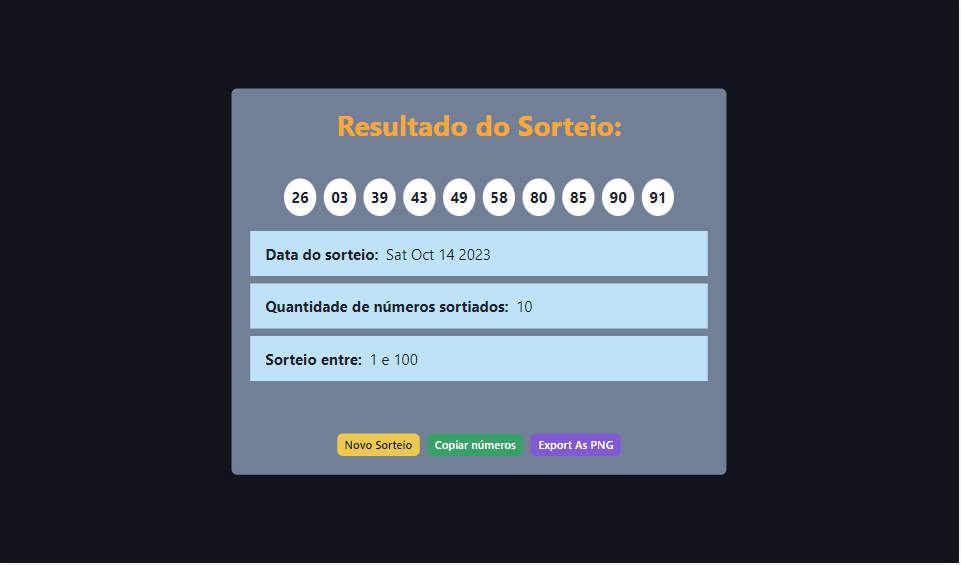 Resultado do Sorteio:
26 03 39 43 49 58 80 85 90 91
Data do sorteio: Sat Oct 14 2023
Quantidade de números sortiados: 10
Sorteio entre: 1 e 100
Novo Sorteio Copiar números Export As PNG